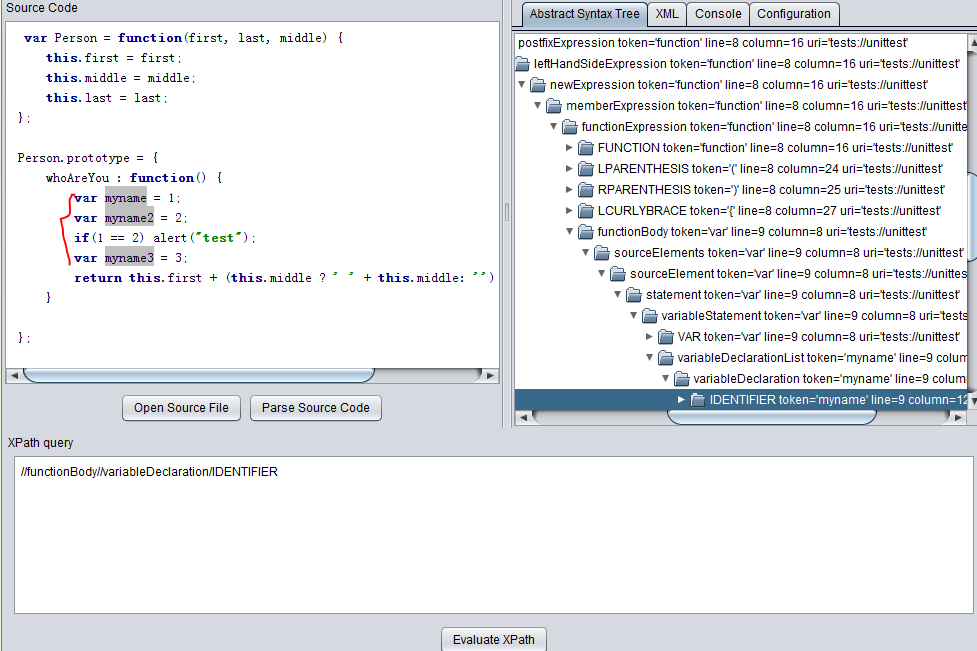 Source Code
var Person = function(first, last, middle) {
this.first = first;
this.middle = middle;
this.last = last;
};
Person.prototype = {
whoAreYou : function() {
var myname = 1;
var myname2 = 2;
if(1 == 2) alert("test");
var myname3 = 3;
return this.first + (this.middle ? ' ' + this.middle: '')
}
};
Open Source File
Parse Source Code
Abstract Syntax Tree
XML
Console
Configuration
postfixExpression token='function' line=8 column=16 uri='tests://unittest'
leftHandSideExpression token='function' line=8 column=16 uri='tests://unittest'
newExpression token='function' line=8 column=16 uri='tests://unittest'
memberExpression token='function' line=8 column=16 uri='tests://unittest'
functionExpression token='function' line=8 column=16 uri='tests://unitte
FUNCTION token='function' line=8 column=16 uri='tests://unittest'
LPARENTHESIS token='(' line=8 column=24 uri='tests://unittest'
RPARENTHESIS token=')' line=8 column=25 uri='tests://unittest'
LCURLYBRACE token='{' line=8 column=27 uri='tests://unittest'
functionBody token='var' line=9 column=8 uri='tests://unittest'
sourceElements token='var' line=9 column=8 uri='tests://unittest'
sourceElement token='var' line=9 column=8 uri='tests://unittes
statement token='var' line=9 column=8 uri='tests://unittest'
variableStatement token='var' line=9 column=8 uri='tests
VAR token='var' line=9 column=8 uri='tests://unittest'
variableDeclarationList token='myname' line=9 colum
variableDeclaration token='myname' line=9 colum
IDENTIFIER token='myname' line=9 column=12
XPath query
//functionBody//variableDeclaration/IDENTIFIER
Evaluate XPath